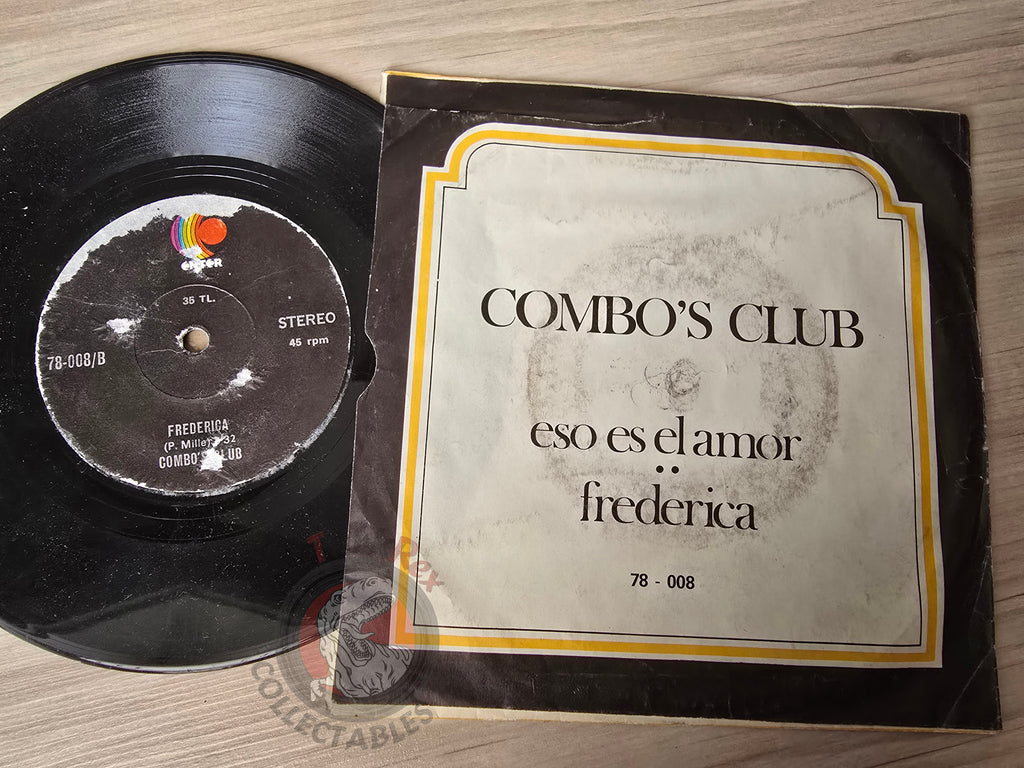 35 TL.
STEREO
45 rpm
78-008/B
FREDERICA
COMBO'S CLUB
COMBO'S CLUB
eso es el amor
frederica
78 - 008
T Rex
COLLECTABLES